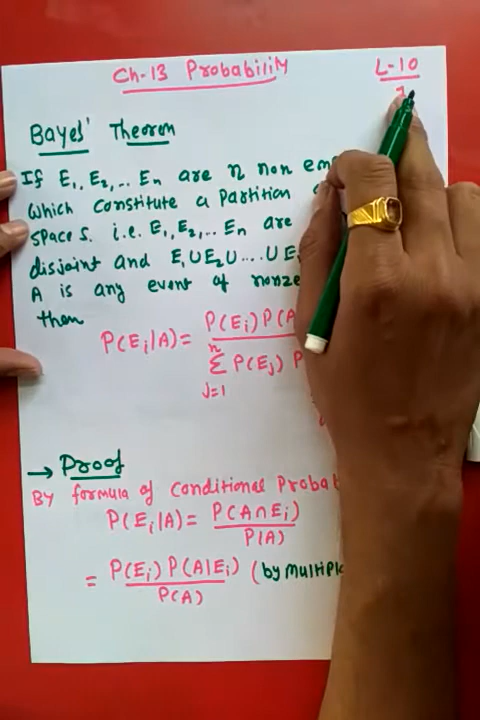 Ch-13 Probability
L-10
Bayes' Theorem
If E1, E2, .. En are n non em
which constitute a Partition
space S. i.e. E1, E2, .. En are
disjoint and E1 U E2 U .... U E
A is any event of nonze
then
P(Ei|A) = P(Ei) P(A
n Σ j=1 P(Ej) P
→ Proof
By formula of conditional Probab
P(Ei|A) = P(A∩Ei) / P(A)
= P(Ei) P(A|Ei) / P(A) (by multipl